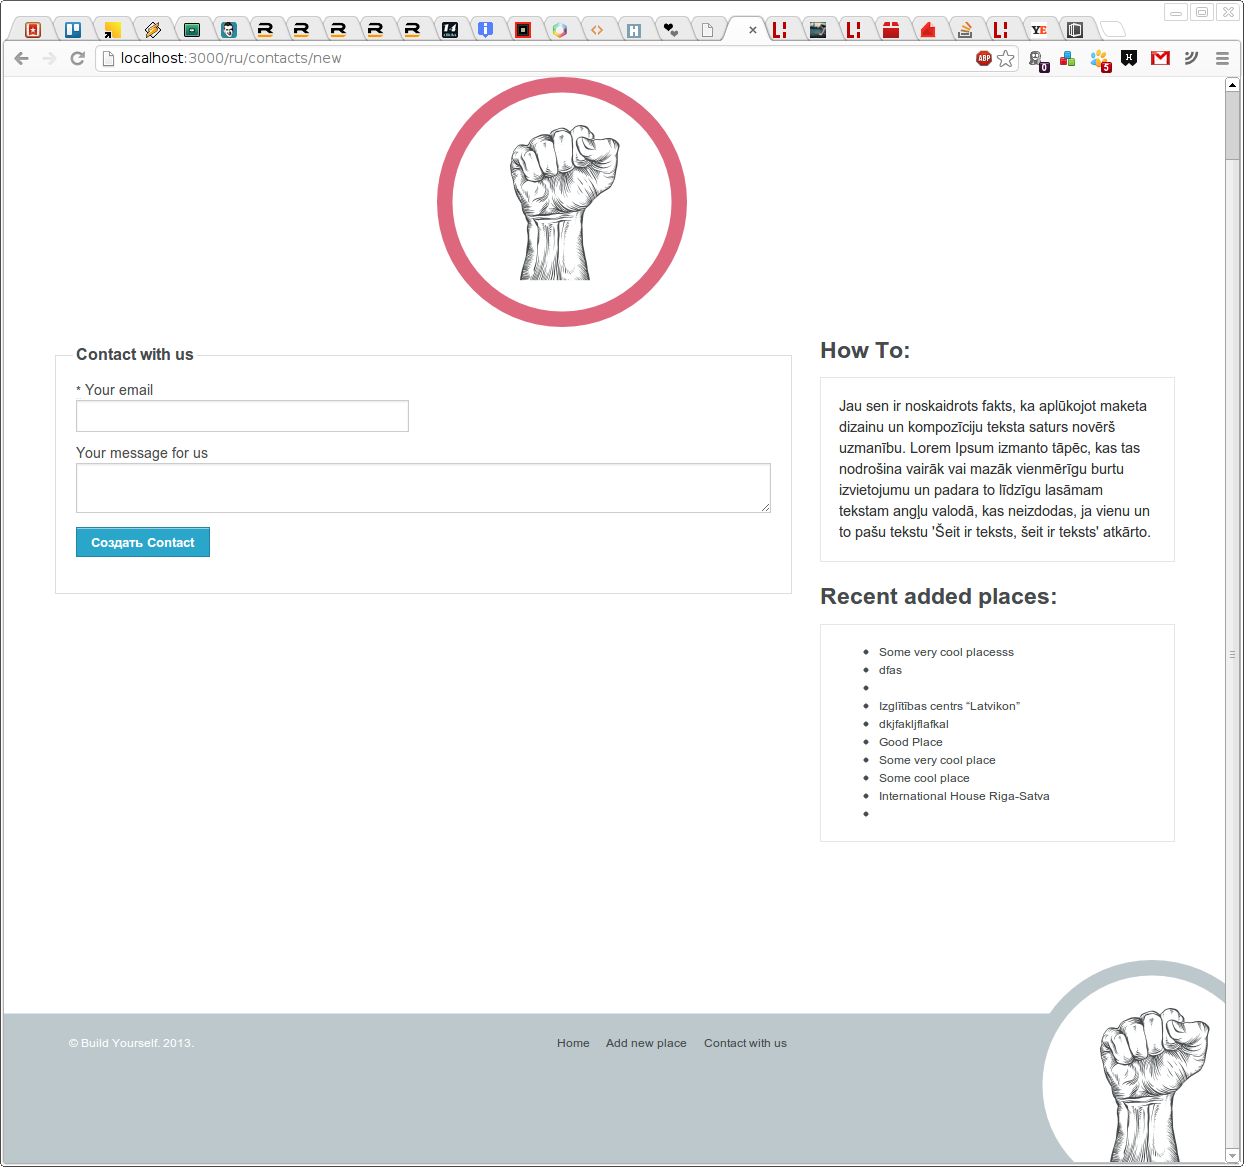 localhost:3000/ru/contacts/new
ABP
0
5
14
YE
Contact with us
* Your email
Your message for us
Создать Contact
How To:
Jau sen ir noskaidrots fakts, ka aplūkojot maketa
dizainu un kompozīciju teksta saturs novērš
uzmanību. Lorem Ipsum izmanto tāpēc, kas tas
nodrošina vairāk vai mazāk vienmērīgu burtu
izvietojumu un padara to līdzīgu lasāmam
tekstam angļu valodā, kas neizdodas, ja vienu un
to pašu tekstu 'Šeit ir teksts, šeit ir teksts' atkārto.
Recent added places:
Some very cool placesss
dfas
Izglītības centrs “Latvikon”
dkjfakljflafkal
Good Place
Some very cool place
Some cool place
International House Riga-Satva
© Build Yourself. 2013.
Home Add new place Contact with us